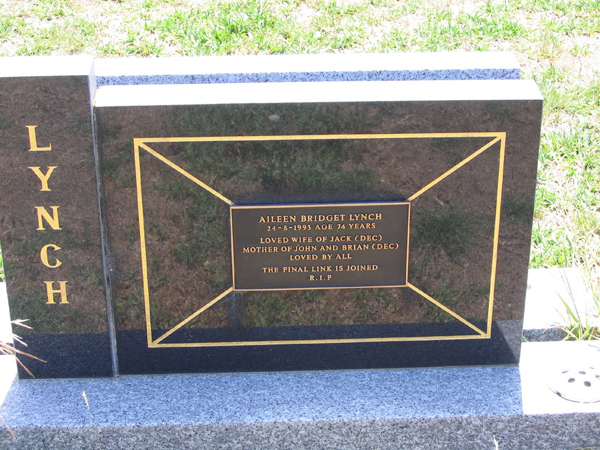 LYNCH
AILEEN BRIDGET LYNCH
24-8-1993 AGE 74 YEARS
LOVED WIFE OF JACK (DEC)
MOTHER OF JOHN AND BRIAN (DEC)
LOVED BY ALL
THE FINAL LINK IS JOINED
R.I.P